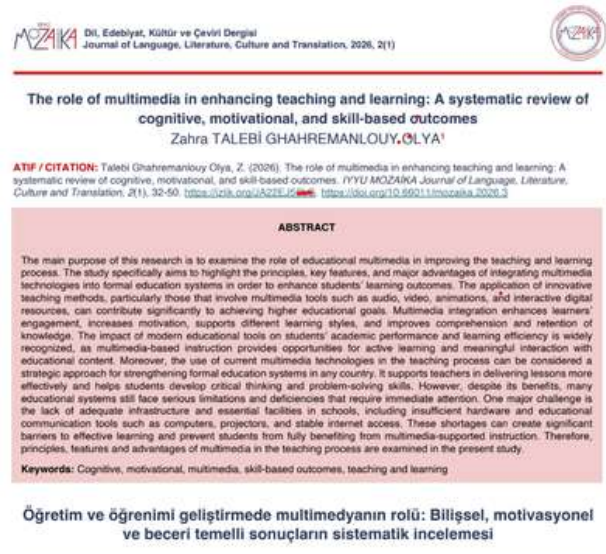 MOZAIKA
Dil, Edebiyat, Kültür ve Çeviri Dergisi
Journal of Language, Literature, Culture and Translation, 2026, 2(1)
The role of multimedia in enhancing teaching and learning: A systematic review of
cognitive, motivational, and skill-based outcomes
Zahra TALEBİ GHAHREMANLOUY OLYA¹
ATIF / CITATION: Talebi Ghahremanlouy Olya, Z. (2026). The role of multimedia in enhancing teaching and learning: A
systematic review of cognitive, motivational, and skill-based outcomes. IYYU MOZAİKA Journal of Language, Literature,
Culture and Translation, 2(1), 32-50. https://doi.org/10.66011/mozaika.2026.3
ABSTRACT
The main purpose of this research is to examine the role of educational multimedia in improving the teaching and learning
process. The study specifically aims to highlight the principles, key features, and major advantages of integrating multimedia
technologies into formal education systems in order to enhance students' learning outcomes. The application of innovative
teaching methods, particularly those that involve multimedia tools such as audio, video, animations, and interactive digital
resources, can contribute significantly to achieving higher educational goals. Multimedia integration enhances learners'
engagement, increases motivation, supports different learning styles, and improves comprehension and retention of
knowledge. The impact of modern educational tools on students' academic performance and learning efficiency is widely
recognized, as multimedia-based instruction provides opportunities for active learning and meaningful interaction with
educational content. Moreover, the use of current multimedia technologies in the teaching process can be considered a
strategic approach for strengthening formal education systems in any country. It supports teachers in delivering lessons more
effectively and helps students develop critical thinking and problem-solving skills. However, despite its benefits, many
educational systems still face serious limitations and deficiencies that require immediate attention. One major challenge is
the lack of adequate infrastructure and essential facilities in schools, including insufficient hardware and educational
communication tools such as computers, projectors, and stable internet access. These shortages can create significant
barriers to effective learning and prevent students from fully benefiting from multimedia-supported instruction. Therefore,
principles, features and advantages of multimedia in the teaching process are examined in the present study.
Keywords: Cognitive, motivational, multimedia, skill-based outcomes, teaching and learning
Öğretim ve öğrenimi geliştirmede multimedyanın rolü: Bilişsel, motivasyonel
ve beceri temelli sonuçların sistematik incelemesi